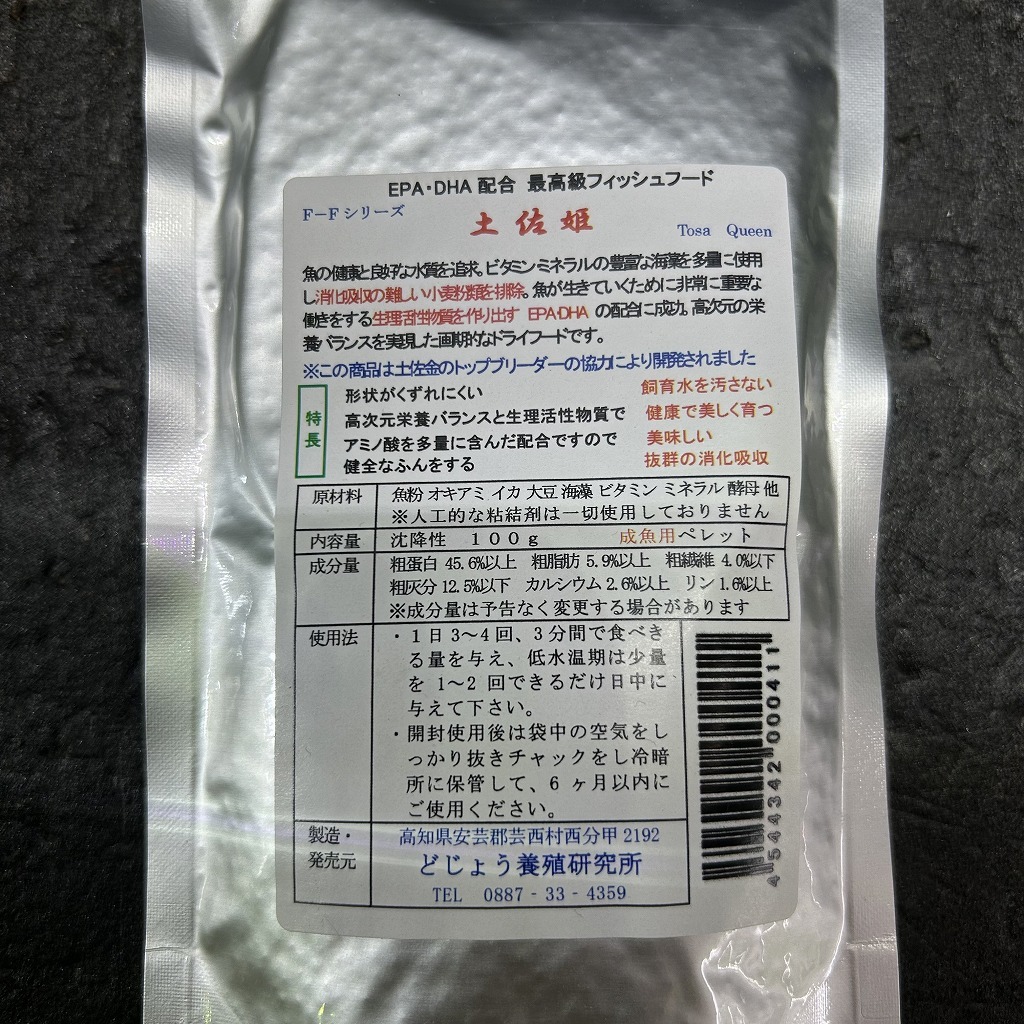 EPA・DHA 配合 最高級フィッシュフード
F-Fシリーズ
土佐姫
Tosa Queen
魚の健康と良好な水質を追求。ビタミンミネラルの豊富な海藻を多量に使用
し消化吸収の難しい小麦粉類を排除。魚が生きていくために非常に重要な
働きをする生理活性物質を作り出す EPA・DHA の配合に成功。高次元の栄
養バランスを実現した画期的なドライフードです。
※この商品は土佐金のトップブリーダーの協力により開発されました
特長
形状がくずれにくい
高次元栄養バランスと生理活性物質で
アミノ酸を多量に含んだ配合ですので
健全なふんをする
飼育水を汚さない
健康で美しく育つ
美味しい
抜群の消化吸収
原材料 魚粉 オキアミ イカ 大豆 海藻 ビタミン ミネラル 酵母 他
※人工的な粘結剤は一切使用しておりません
内容量 沈降性 100g 成魚用ペレット
成分量 粗蛋白 45.6%以上 粗脂肪 5.9%以上 粗繊維 4.0%以下
粗灰分 12.5%以下 カルシウム 2.6%以上 リン 1.6%以上
※成分量は予告なく変更する場合があります
使用法 ・1日3~4回、3分間で食べき
る量を与え、低水温期は少量
を 1~2 回できるだけ日中に
与えて下さい。
・開封使用後は袋中の空気をし
っかり抜きチャックをし冷暗
所に保管して、6ヶ月以内に
ご使用ください。
製造・
発売元
高知県安芸郡芸西村西分甲 2192
どじょう養殖研究所
TEL 0887 - 33 - 4359
4544342000411